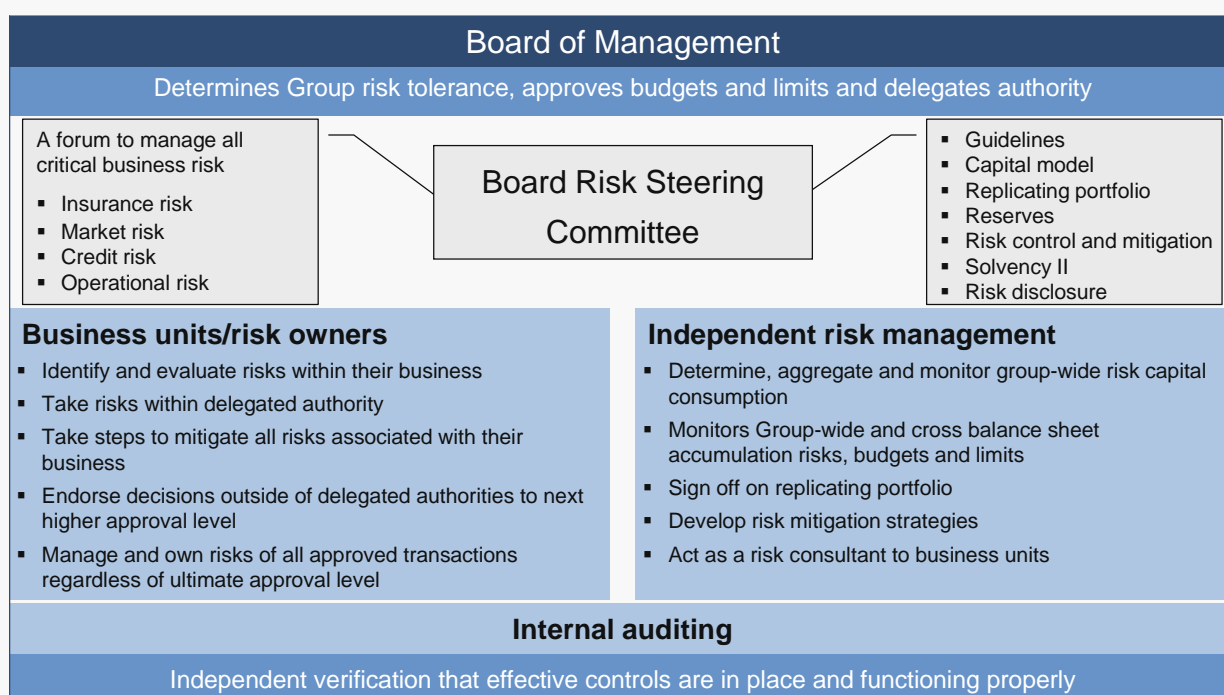 Board of Management
Determines Group risk tolerance, approves budgets and limits and delegates authority
A forum to manage all
critical business risk
▪ Insurance risk
▪ Market risk
▪ Credit risk
▪ Operational risk
Board Risk Steering
Committee
▪ Guidelines
▪ Capital model
▪ Replicating portfolio
▪ Reserves
▪ Risk control and mitigation
▪ Solvency II
▪ Risk disclosure
Business units/risk owners
▪ Identify and evaluate risks within their business
▪ Take risks within delegated authority
▪ Take steps to mitigate all risks associated with their
business
▪ Endorse decisions outside of delegated authorities to next
higher approval level
▪ Manage and own risks of all approved transactions
regardless of ultimate approval level
Independent risk management
▪ Determine, aggregate and monitor group-wide risk capital
consumption
▪ Monitors Group-wide and cross balance sheet
accumulation risks, budgets and limits
▪ Sign off on replicating portfolio
▪ Develop risk mitigation strategies
▪ Act as a risk consultant to business units
Internal auditing
Independent verification that effective controls are in place and functioning properly